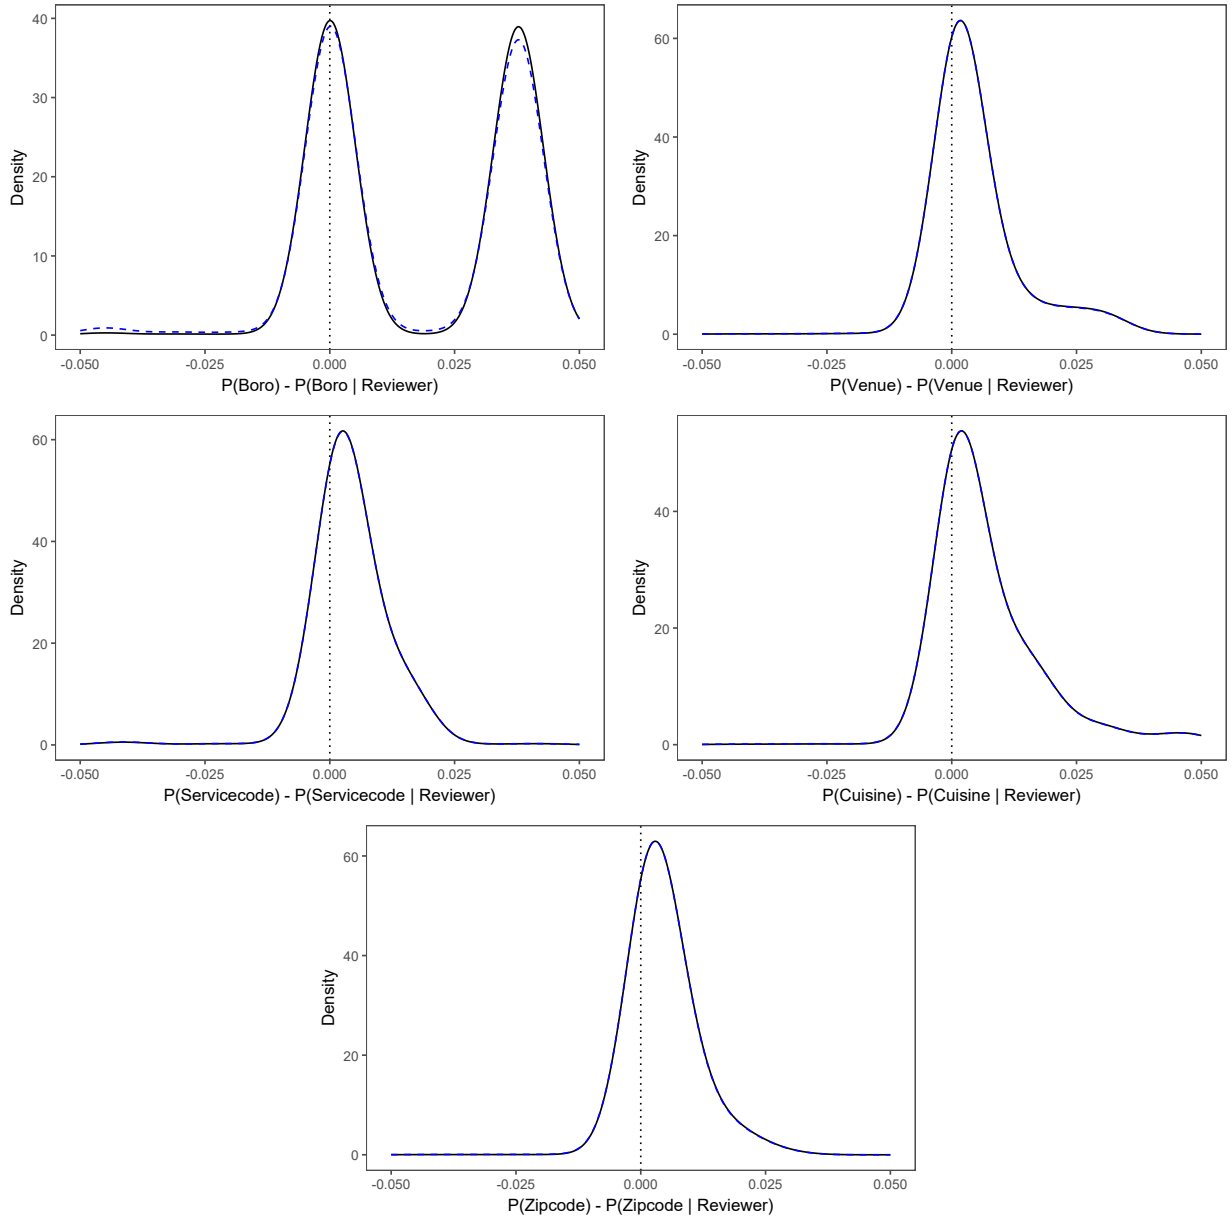 40
30
20
10
0
Density
-0.050 -0.025 0.000 0.025 0.050
P(Boro) - P(Boro | Reviewer)
60
40
20
0
Density
-0.050 -0.025 0.000 0.025 0.050
P(Venue) - P(Venue | Reviewer)
60
40
20
0
Density
-0.050 -0.025 0.000 0.025 0.050
P(Servicecode) - P(Servicecode | Reviewer)
40
20
0
Density
-0.050 -0.025 0.000 0.025 0.050
P(Cuisine) - P(Cuisine | Reviewer)
60
40
20
0
Density
-0.050 -0.025 0.000 0.025 0.050
P(Zipcode) - P(Zipcode | Reviewer)